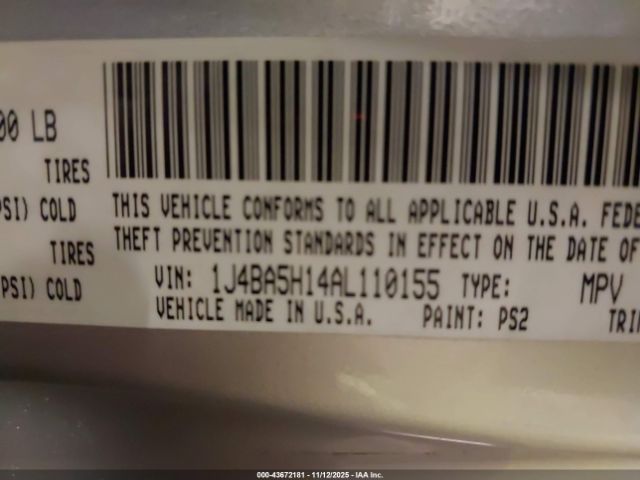 00 LB
TIRES
PSI) COLD
TIRES
PSI) COLD
THIS VEHICLE CONFORMS TO ALL APPLICABLE U.S.A. FEDE
THEFT PREVENTION STANDARDS IN EFFECT ON THE DATE OF
VIN: 1J4BA5H14AL110155 TYPE: MPV
VEHICLE MADE IN U.S.A. PAINT: PS2 TRIM
000-43672181 - 11/12/2025 - IAA Inc.